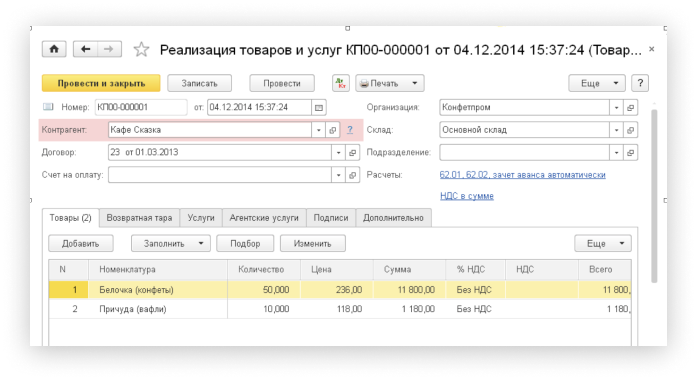 Реализация товаров и услуг КП00-000001 от 04.12.2014 15:37:24 (Товар...
Провести и закрыть Записать Провести Дт Кт Печать Еще ?
Номер: КП00-000001 от: 04.12.2014 15:37:24 Организация: Конфетпром
Контрагент: Кафе Сказка ? Склад: Основной склад
Договор: 23 от 01.03.2013 Подразделение:
Счет на оплату: Расчеты: 62.01, 62.02, зачет аванса автоматически
НДС в сумме
Товары (2) Возвратная тара Услуги Агентские услуги Подписи Дополнительно
Добавить Заполнить Подбор Изменить Еще
N Номенклатура Количество Цена Сумма % НДС НДС Всего
1 Белочка (конфеты) 50,000 236,00 11 800,00 Без НДС 11 800,
2 Причуда (вафли) 10,000 118,00 1 180,00 Без НДС 1 180,